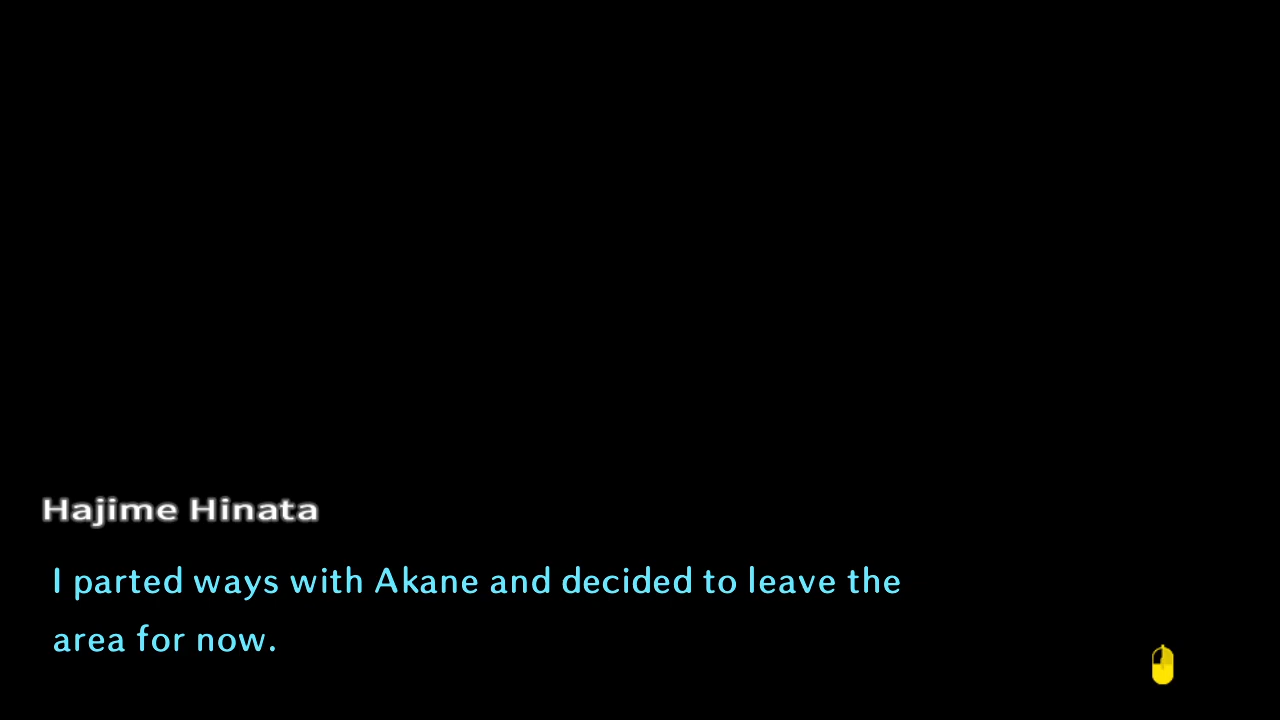 Hajime Hinata
I parted ways with Akane and decided to leave the
area for now.